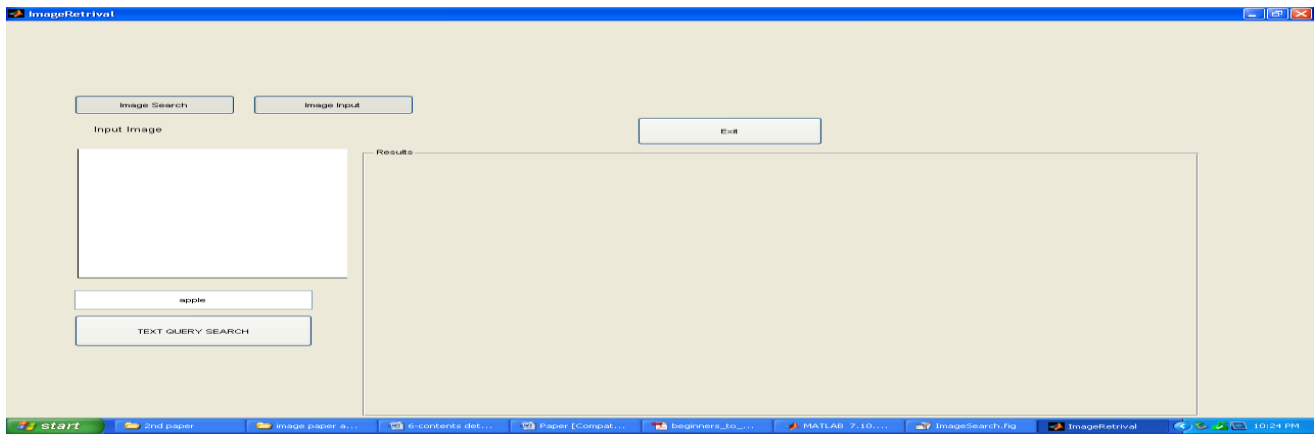 ImageRetrival
Image Search
Image Input
Input Image
Exit
Results
apple
TEXT QUERY SEARCH
start
2nd paper
image paper a...
6-contents det...
Paper [Compat...
beginners_to_...
MATLAB 7.10....
ImageSearch.fig
ImageRetrival
10:24 PM